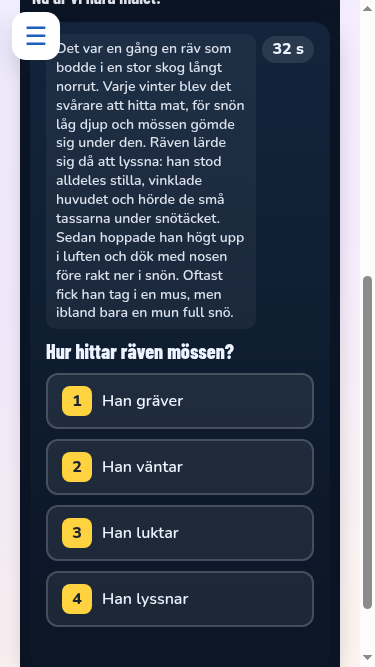 Det var en gång en räv som
bodde i en stor skog långt
norrut. Varje vinter blev det
svårare att hitta mat, för snön
låg djup och mössen gömde
sig under den. Räven lärde
sig då att lyssna: han stod
alldeles stilla, vinklade
huvudet och hörde de små
tassarna under snötäcket.
Sedan hoppade han högt upp
i luften och dök med nosen
före rakt ner i snön. Oftast
fick han tag i en mus, men
ibland bara en mun full snö.
32 s
Hur hittar räven mössen?
1 Han gräver
2 Han väntar
3 Han luktar
4 Han lyssnar